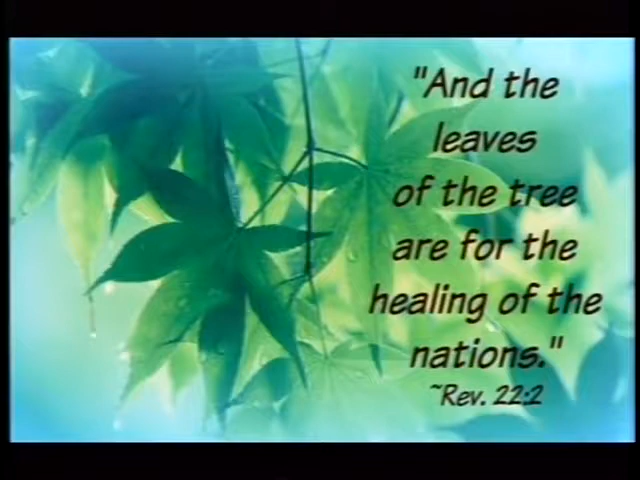 "And the
leaves
of the tree
are for the
healing of the
nations."
~Rev. 22:2